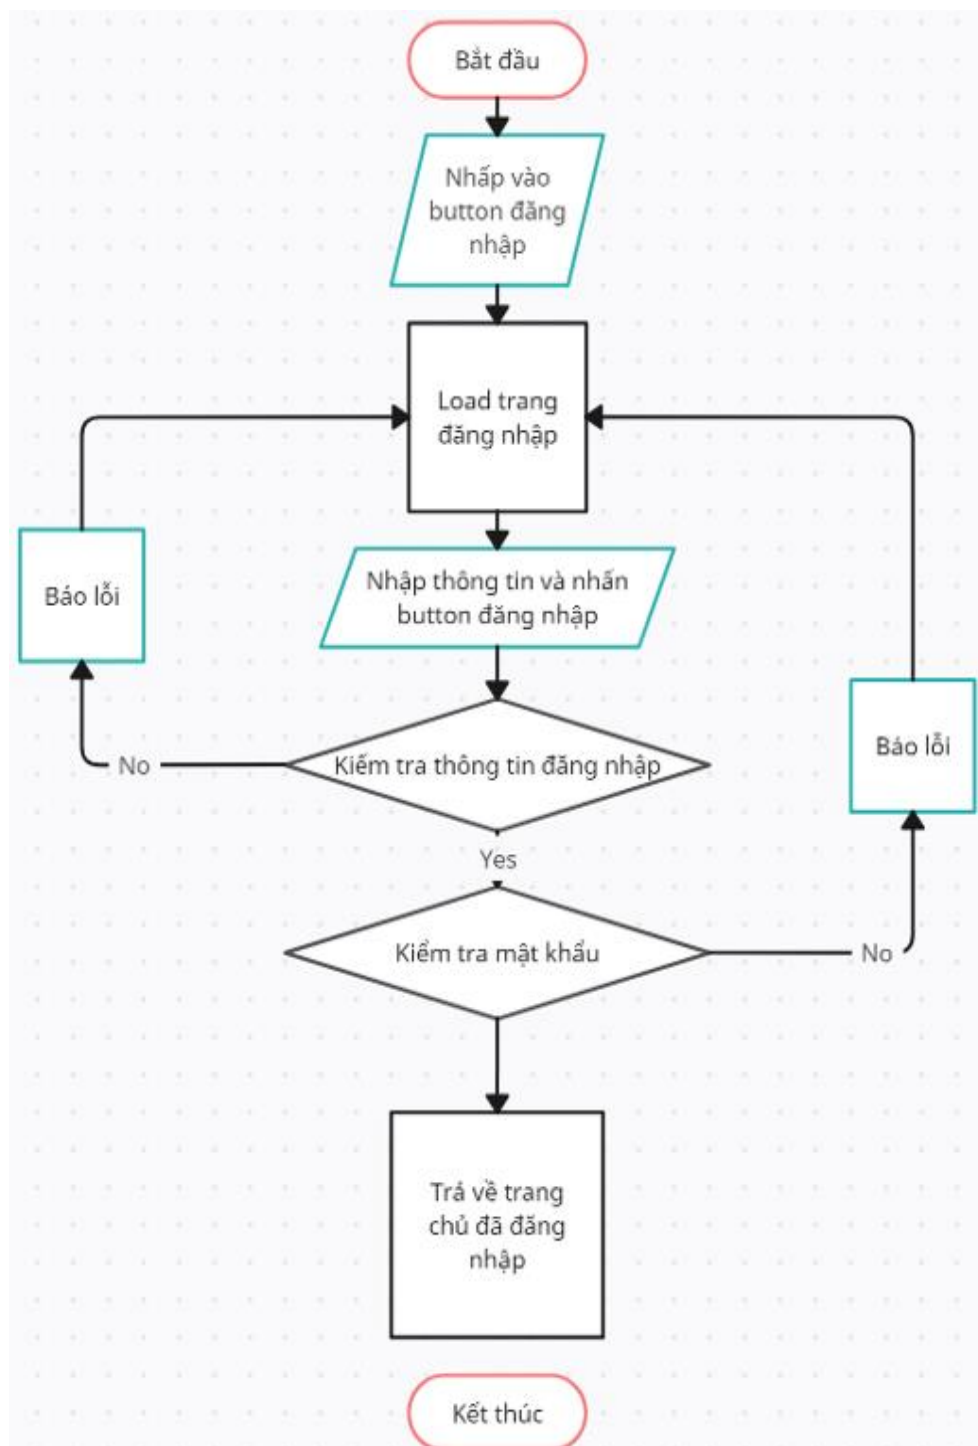 Bắt đầu
Nhấp vào
button đăng
nhập
Load trang
đăng nhập
Báo lỗi
Nhập thông tin và nhấn
button đăng nhập
Báo lỗi
No
Kiểm tra thông tin đăng nhập
Yes
Kiểm tra mật khẩu
No
Trả về trang
chủ đã đăng
nhập
Kết thúc